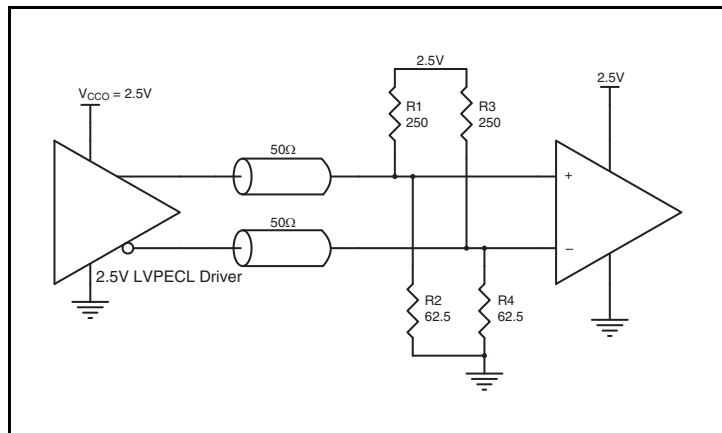 2.5V
V_CCO = 2.5V
2.5V
R1
250
R3
250
50Ω
+
50Ω
–
2.5V LVPECL Driver
R2
62.5
R4
62.5